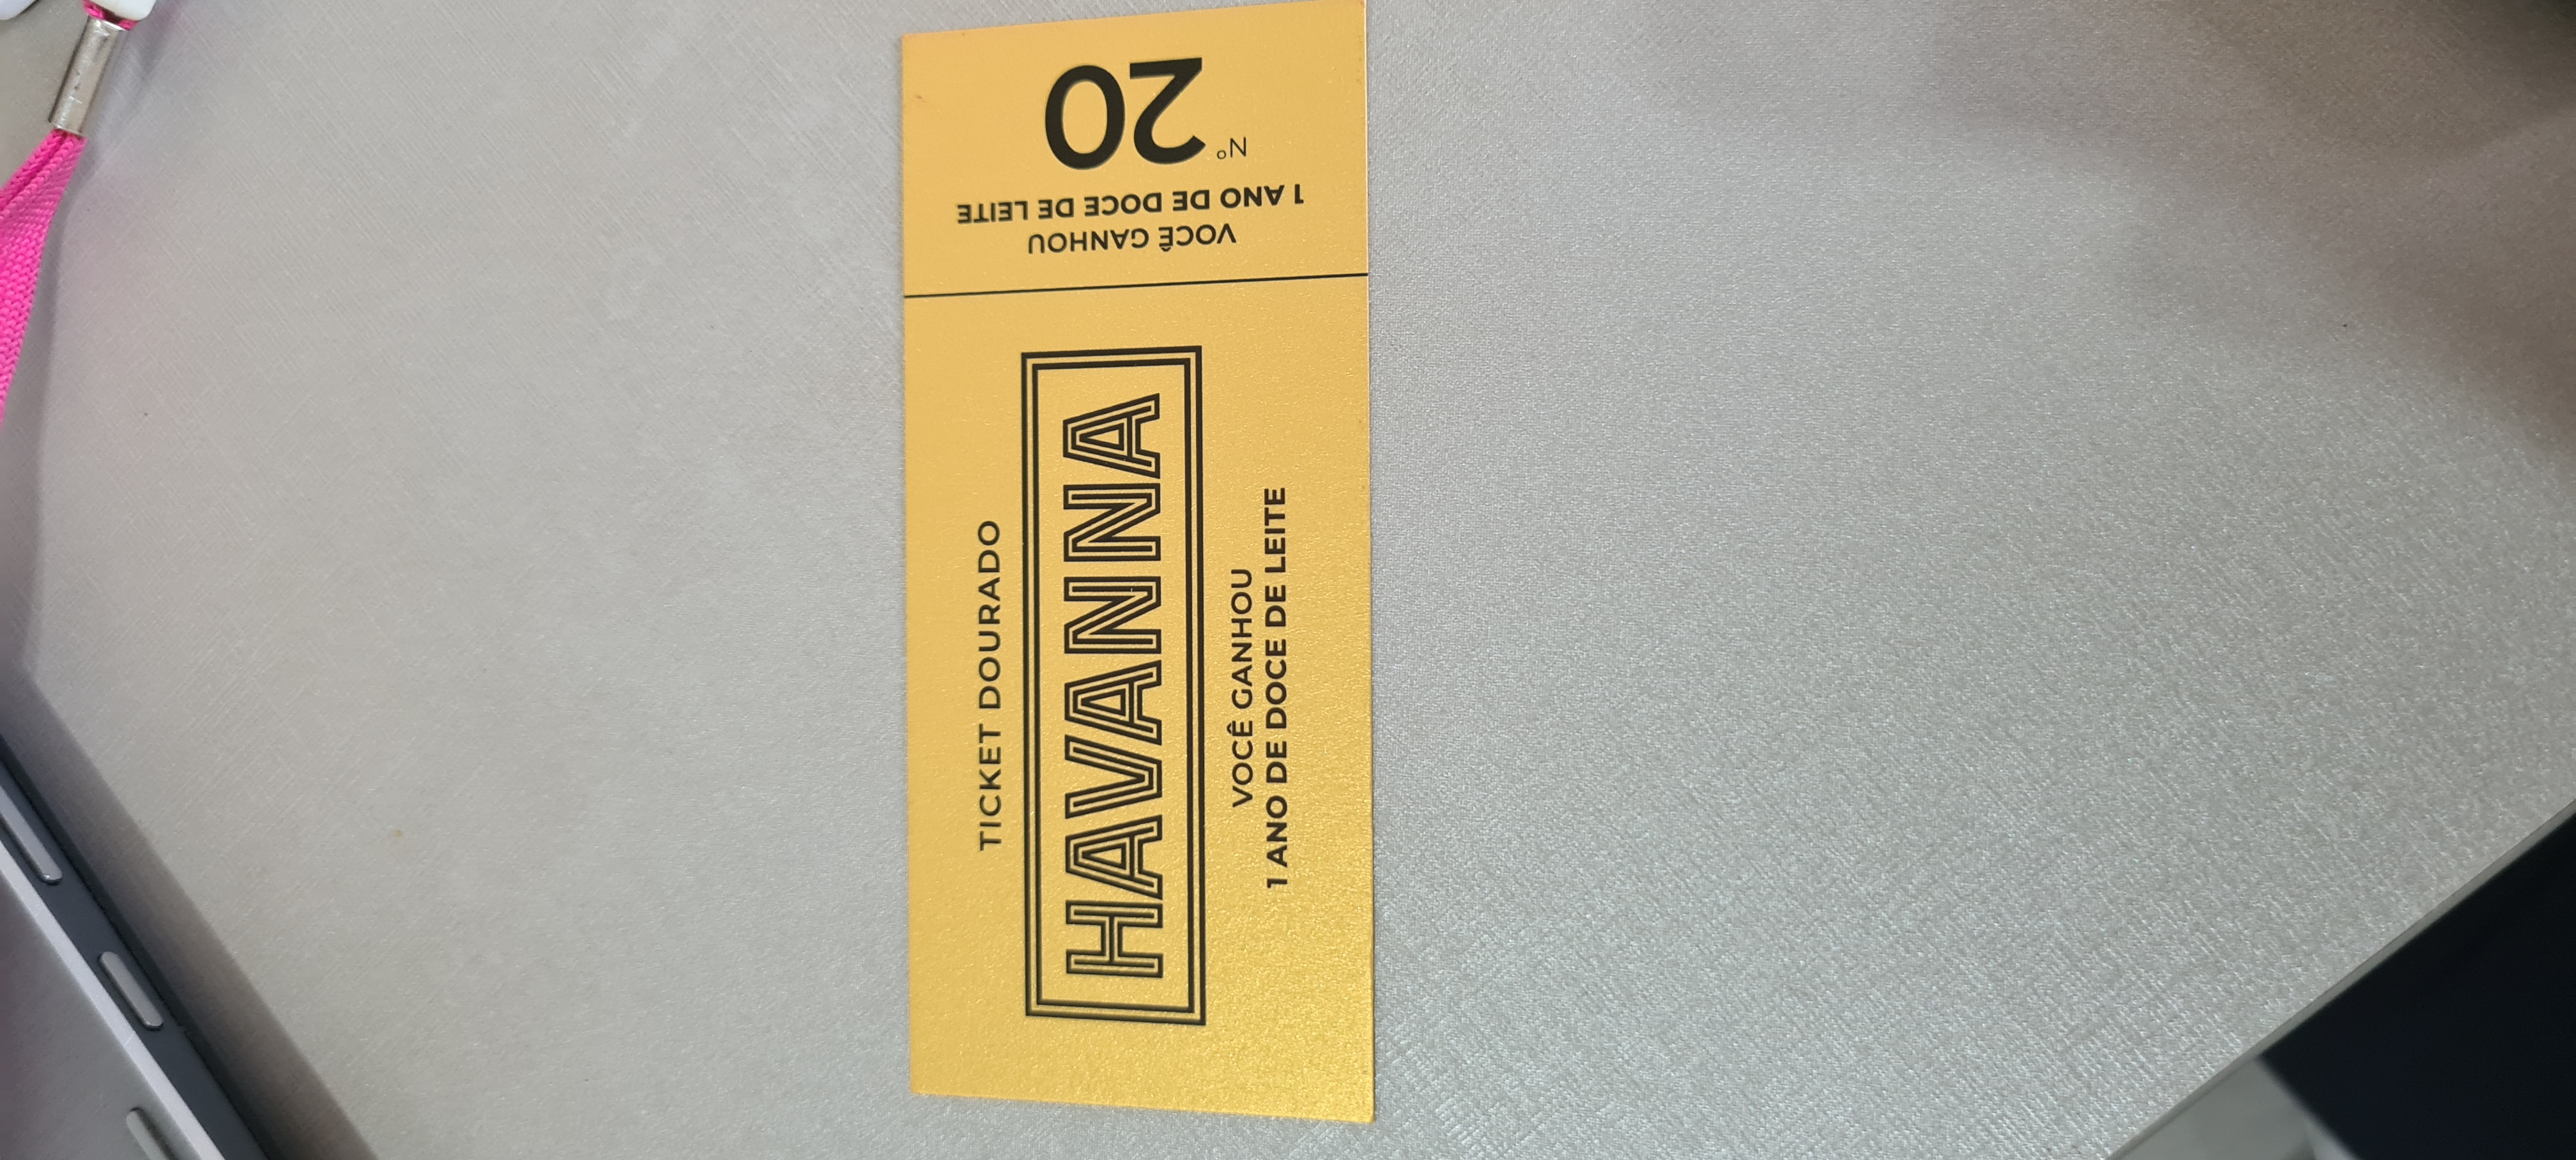 TICKET DOURADO
HAVANNA
VOCÊ GANHOU
1 ANO DE DOCE DE LEITE
VOCÊ GANHOU
1 ANO DE DOCE DE LEITE
Nº 20